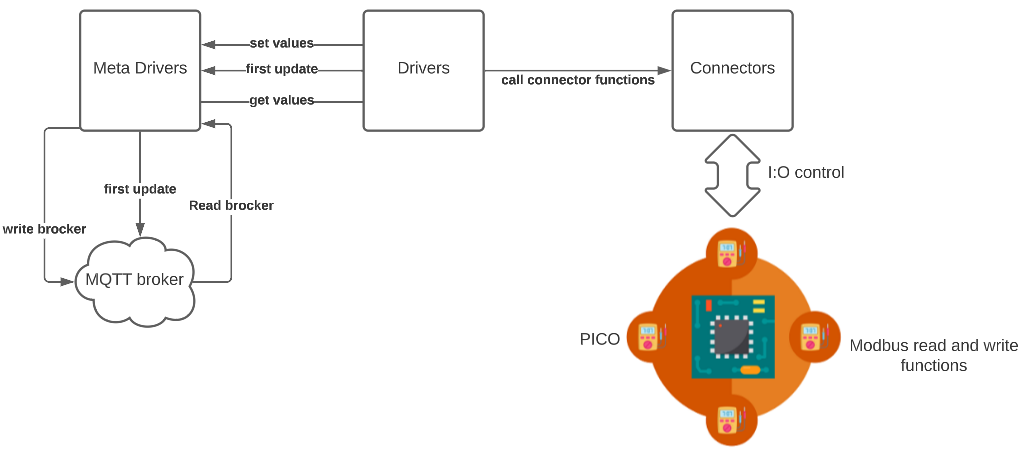 set values
Meta Drivers
first update
Drivers
call connector functions
Connectors
get values
I:O control
first update
Read brocker
write brocker
MQTT broker
PICO
Modbus read and write
functions